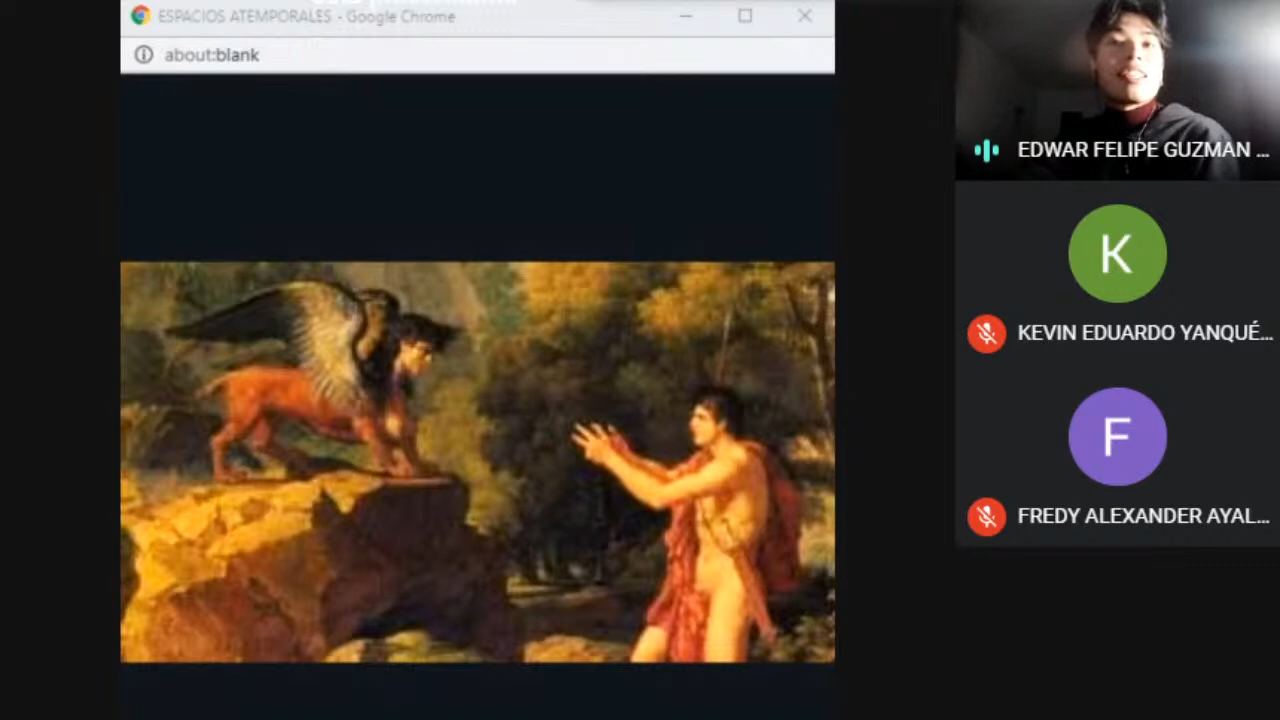 ESPACIOS ATEMPORALES - Google Chrome
about:blank
EDWAR FELIPE GUZMAN ...
K
KEVIN EDUARDO YANQUÉ...
F
FREDY ALEXANDER AYAL...